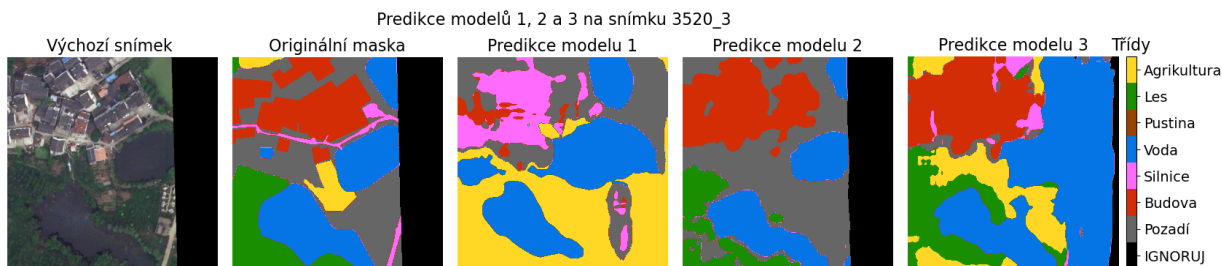 Predikce modelů 1, 2 a 3 na snímku 3520_3
Výchozí snímek
Originální maska
Predikce modelu 1
Predikce modelu 2
Predikce modelu 3
Třídy
Agrikultura
Les
Pustina
Voda
Silnice
Budova
Pozadí
IGNORUJ